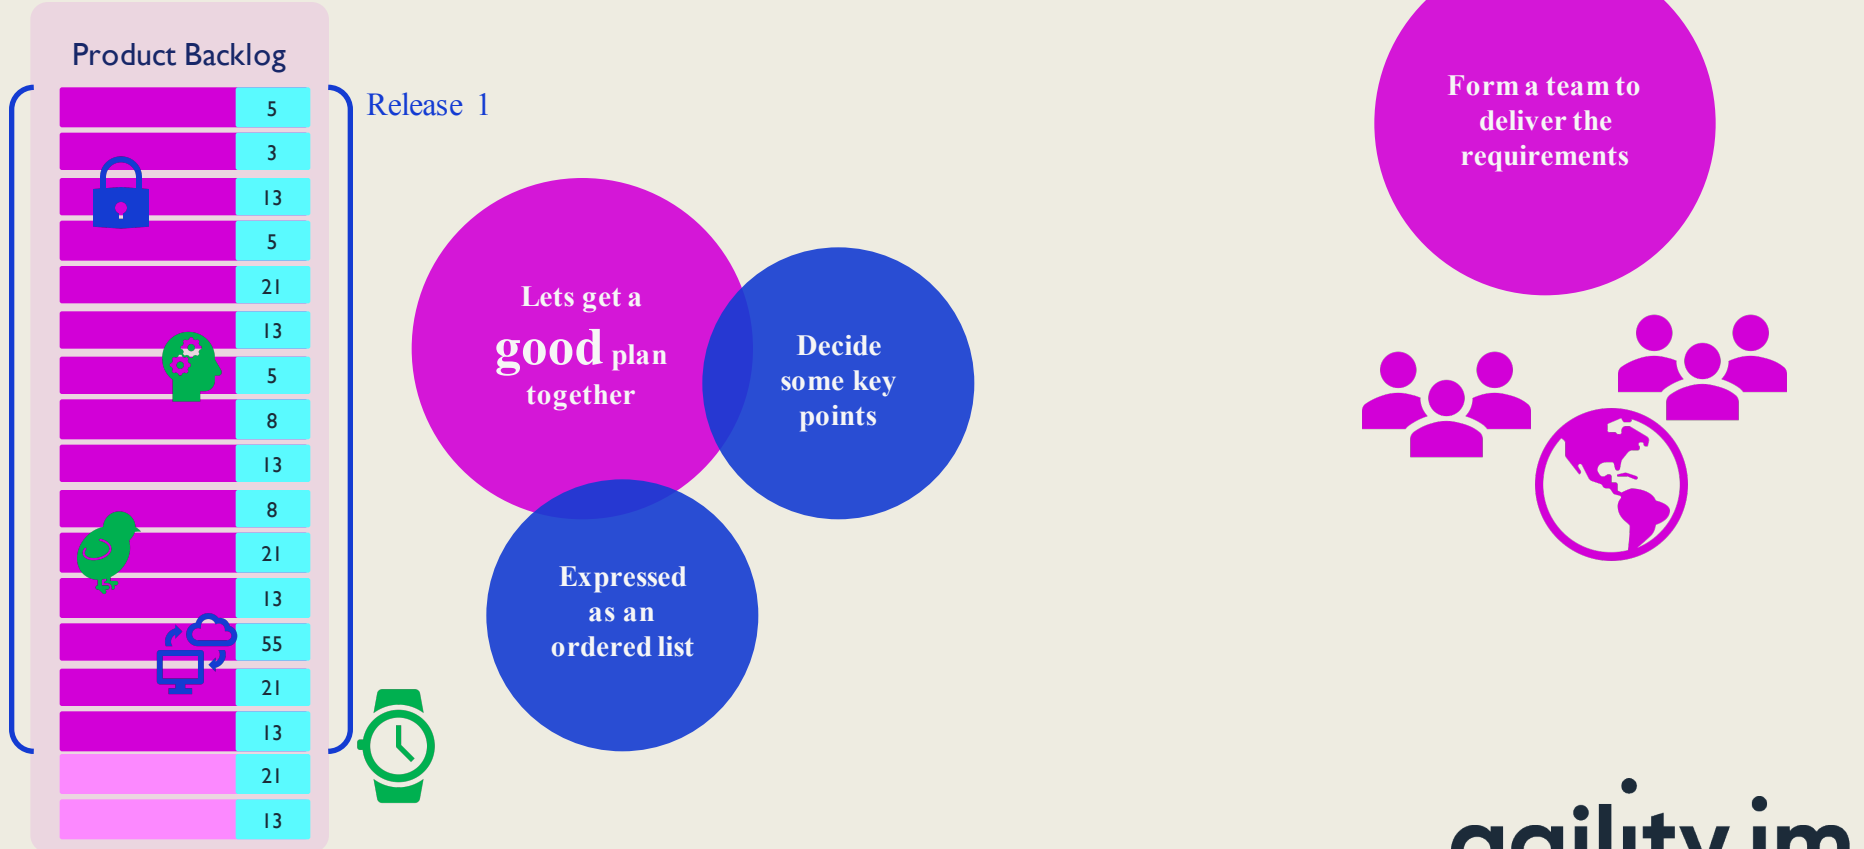 Product Backlog
5
3
13
5
21
13
5
8
13
8
21
13
55
21
13
21
13
Release 1
Lets get a
good plan
together
Decide
some key
points
Expressed
as an
ordered list
Form a team to
deliver the
requirements
agility.im